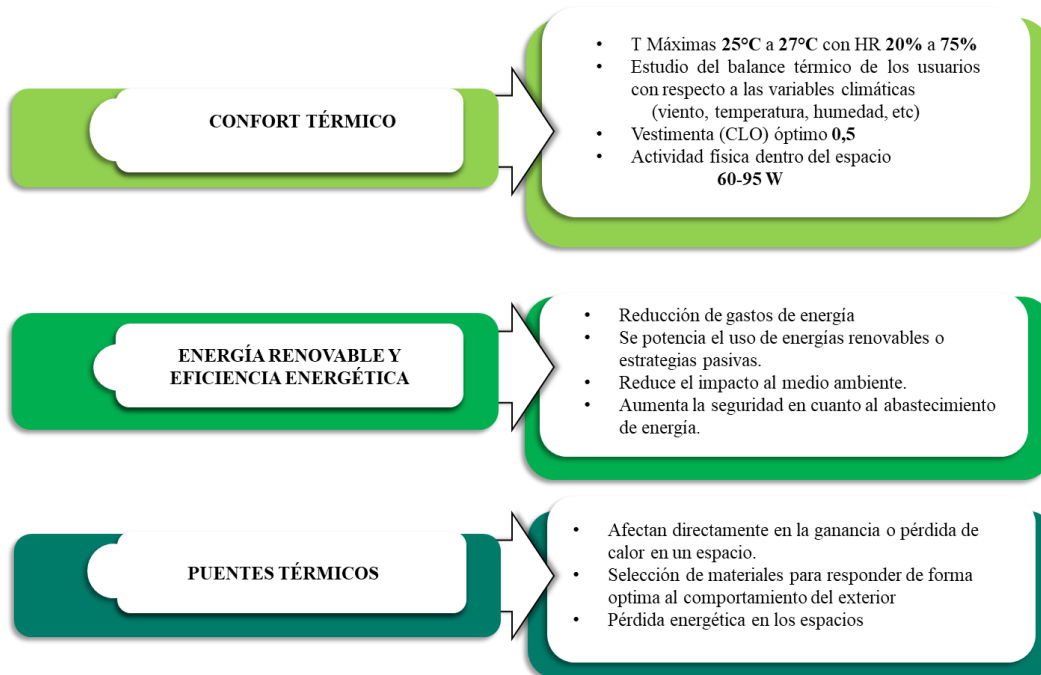 CONFORT TÉRMICO
• T Máximas 25°C a 27°C con HR 20% a 75%
• Estudio del balance térmico de los usuarios
con respecto a las variables climáticas
(viento, temperatura, humedad, etc)
• Vestimenta (CLO) óptimo 0,5
• Actividad física dentro del espacio
60-95 W
ENERGÍA RENOVABLE Y
EFICIENCIA ENERGÉTICA
• Reducción de gastos de energía
• Se potencia el uso de energías renovables o
estrategias pasivas.
• Reduce el impacto al medio ambiente.
• Aumenta la seguridad en cuanto al abastecimiento
de energía.
PUENTES TÉRMICOS
• Afectan directamente en la ganancia o pérdida de
calor en un espacio.
• Selección de materiales para responder de forma
optima al comportamiento del exterior
• Pérdida energética en los espacios